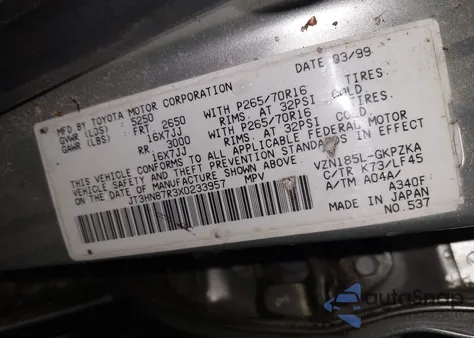 MFD BY TOYOTA MOTOR CORPORATION DATE 03/99
GVWR (LBS) 5250
GAWR (LBS) FRT. 2650 WITH P265/70R16 TIRES
16X7JJ RIMS. AT 32PSI COLD.
RR. 3000 WITH P265/70R16 TIRES
16X7JJ RIMS. AT 32PSI COLD.
THIS VEHICLE CONFORMS TO ALL APPLICABLE FEDERAL MOTOR
VEHICLE SAFETY AND THEFT PREVENTION STANDARDS IN EFFECT
ON THE DATE OF MANUFACTURE SHOWN ABOVE.
JT3HN87R3X0233957 MPV
VZN185L-GKPZKA
C/TR K73/LF45
A/TM A04A/ A340F
MADE IN JAPAN
NO.537
autoSnap